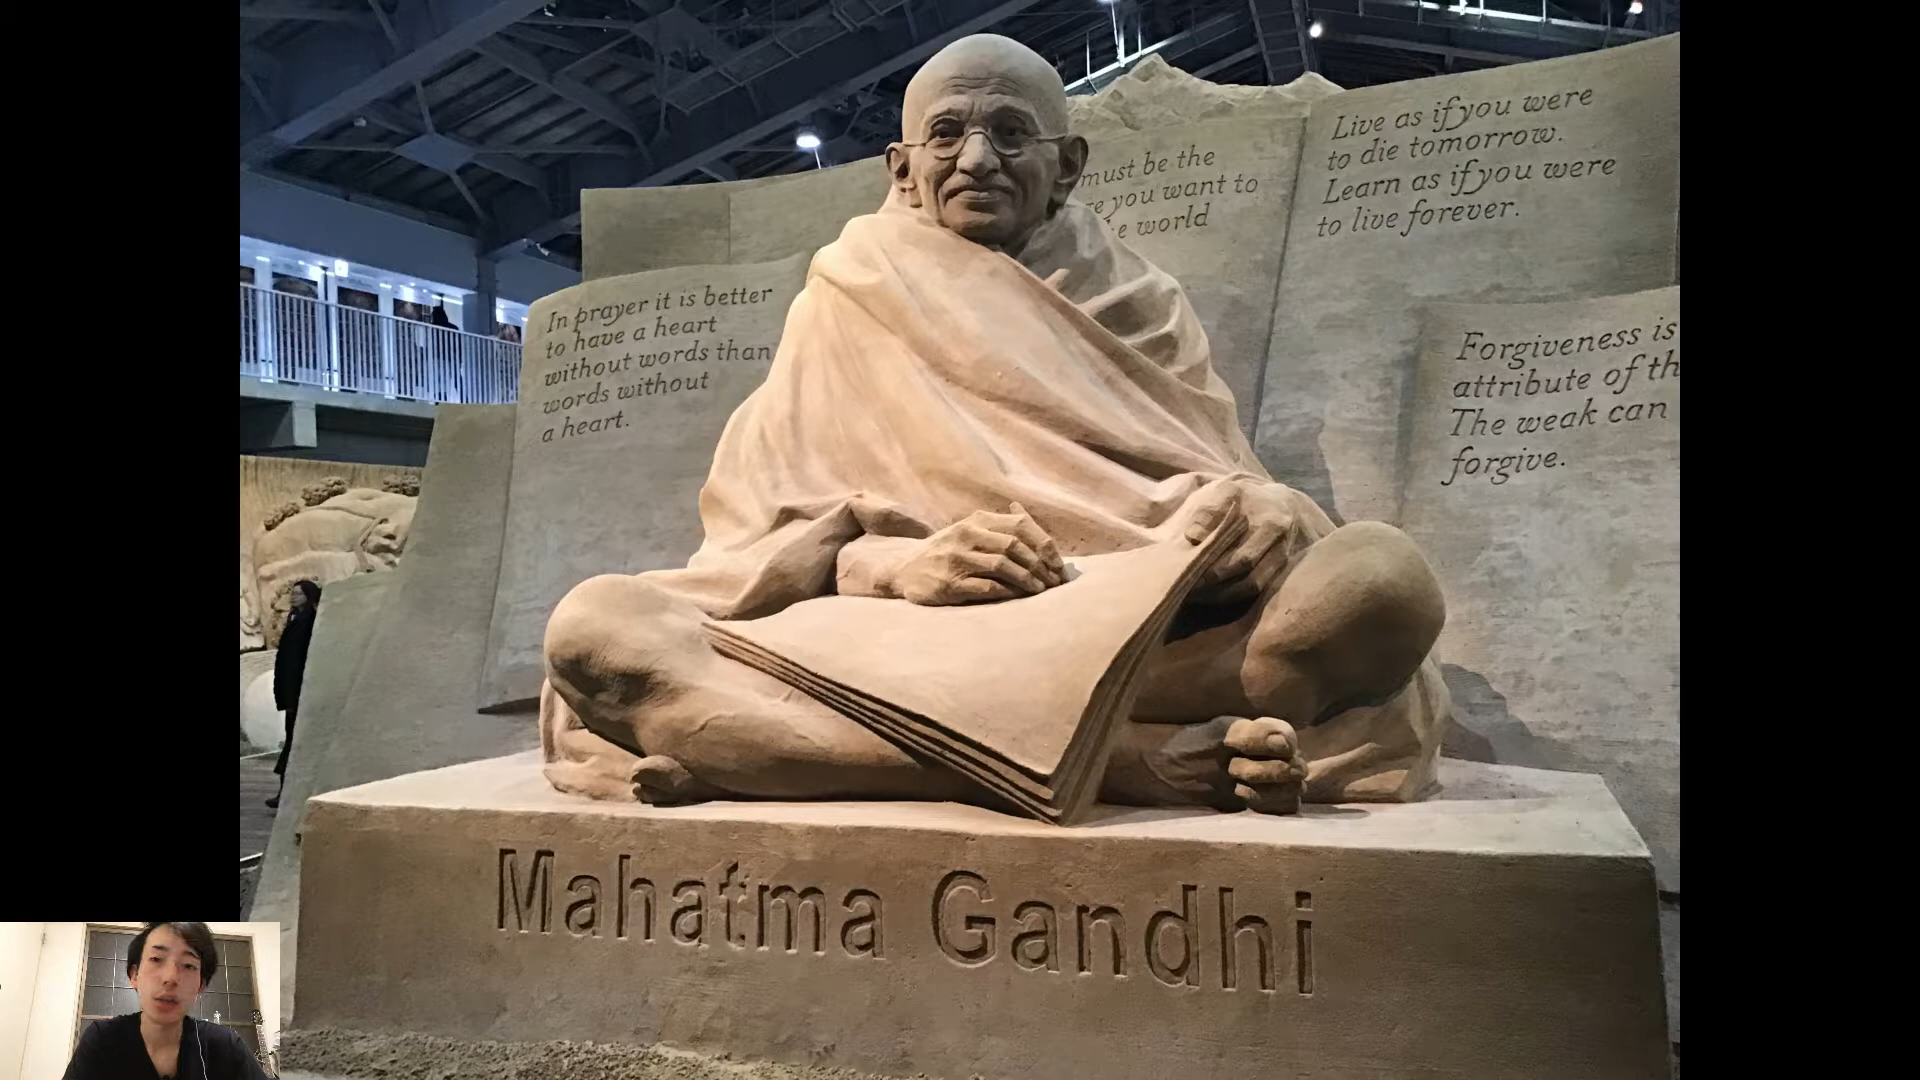 In prayer it is better
to have a heart
without words than
words without
a heart.
must be the
you want to
world
Live as if you were
to die tomorrow.
Learn as if you were
to live forever.
Forgiveness is
attribute of
The weak can
forgive.
Mahatma Gandhi